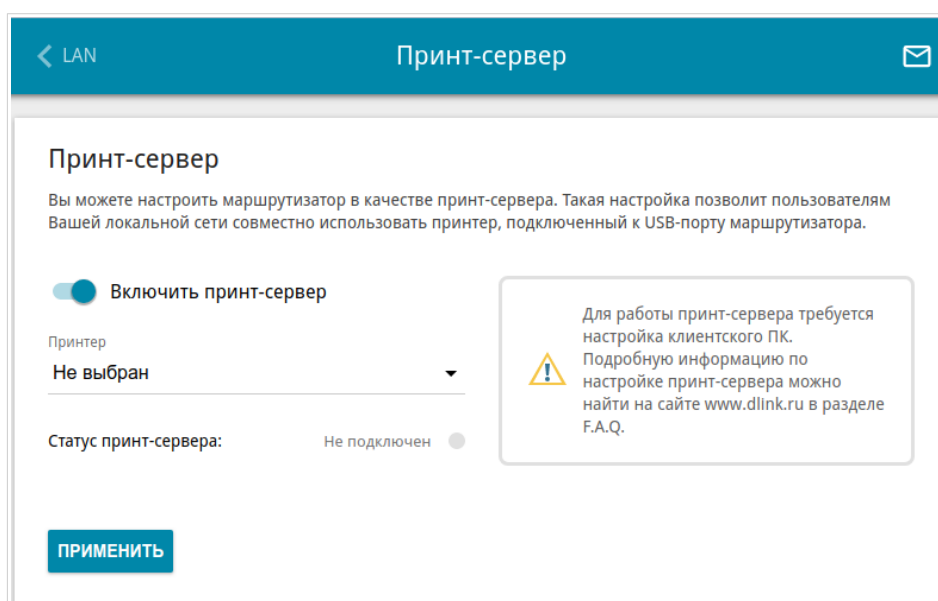 LAN
Принт-сервер
Принт-сервер
Вы можете настроить маршрутизатор в качестве принт-сервера. Такая настройка позволит пользователям
Вашей локальной сети совместно использовать принтер, подключенный к USB-порту маршрутизатора.
Включить принт-сервер
Принтер
Не выбран
Статус принт-сервера:
Не подключен
Для работы принт-сервера требуется
настройка клиентского ПК.
Подробную информацию по
настройке принт-сервера можно
найти на сайте www.dlink.ru в разделе
F.A.Q.
ПРИМЕНИТЬ